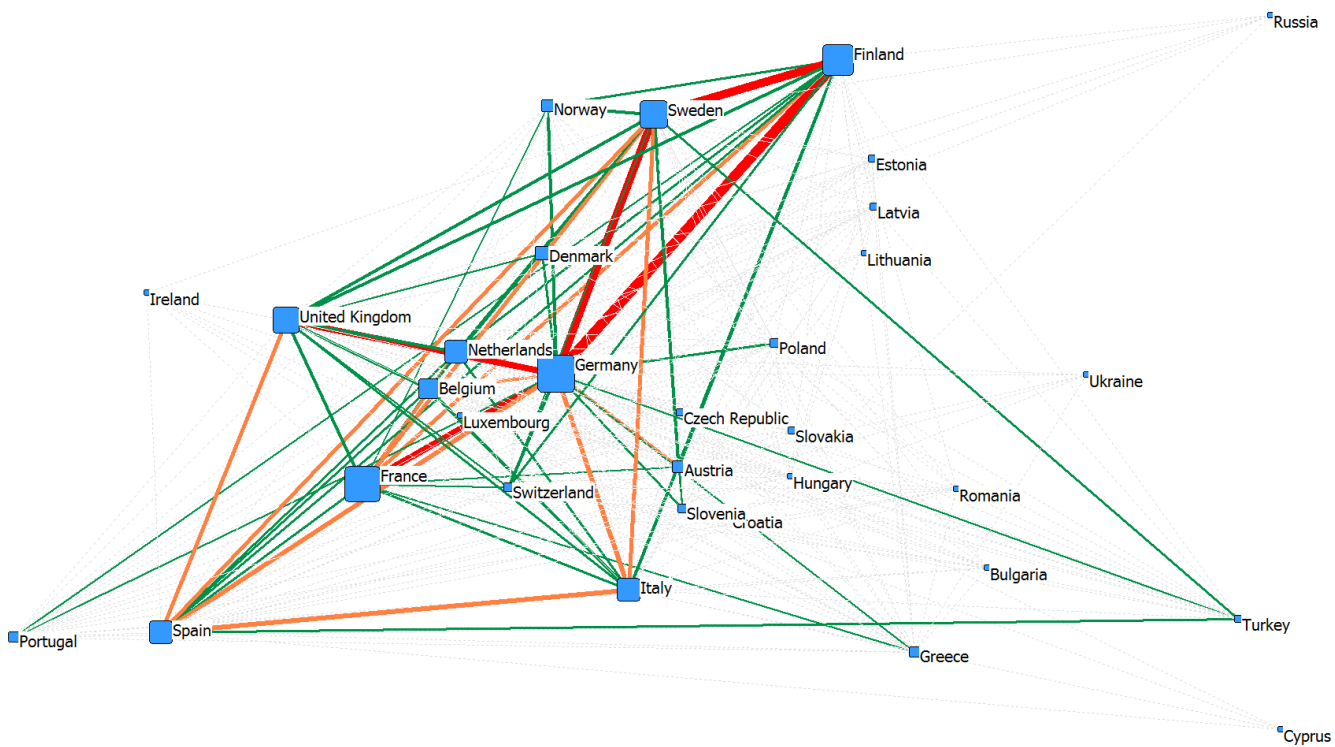 Russia
Finland
Norway
Sweden
Estonia
Latvia
Denmark
Lithuania
Ireland
United Kingdom
Netherlands
Poland
Germany
Ukraine
Belgium
Czech Republic
Luxembourg
Slovakia
Austria
France
Hungary
Switzerland
Romania
Slovenia
Croatia
Bulgaria
Italy
Turkey
Spain
Portugal
Greece
Cyprus